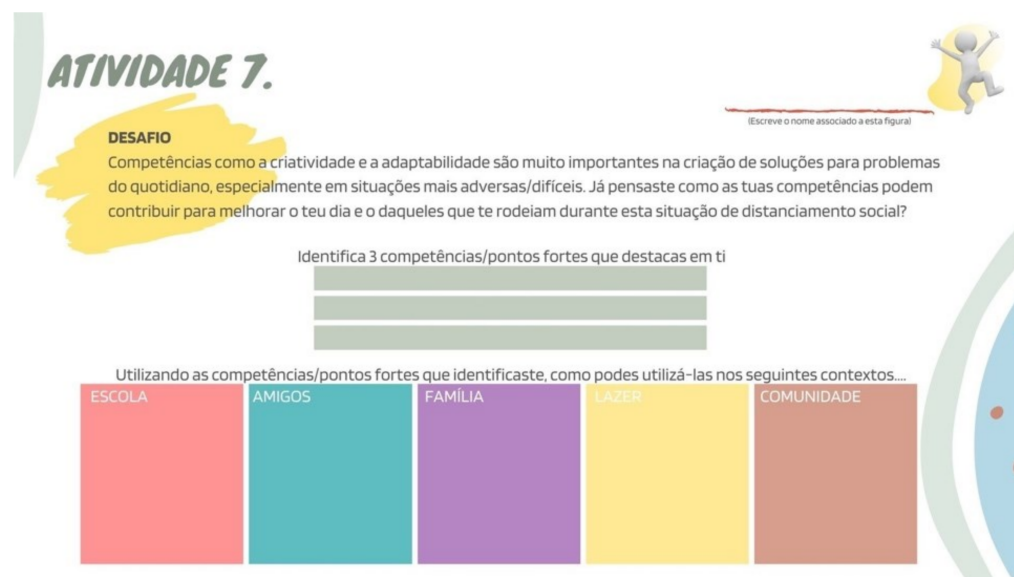 ATIVIDADE 7.
(Escreve o nome associado a esta figura)
DESAFIO
Competências como a criatividade e a adaptabilidade são muito importantes na criação de soluções para problemas
do quotidiano, especialmente em situações mais adversas/difíceis. Já pensaste como as tuas competências podem
contribuir para melhorar o teu dia e o daqueles que te rodeiam durante esta situação de distanciamento social?
Identifica 3 competências/pontos fortes que destacas em ti
Utilizando as competências/pontos fortes que identificaste, como podes utilizá-las nos seguintes contextos....
ESCOLA AMIGOS FAMÍLIA LAZER COMUNIDADE